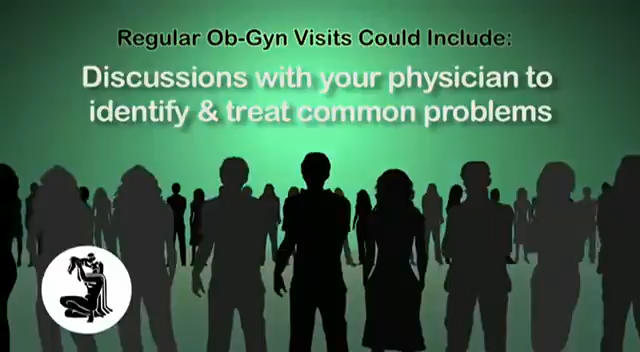 Regular Ob-Gyn Visits Could Include:
Discussions with your physician to
identify & treat common problems